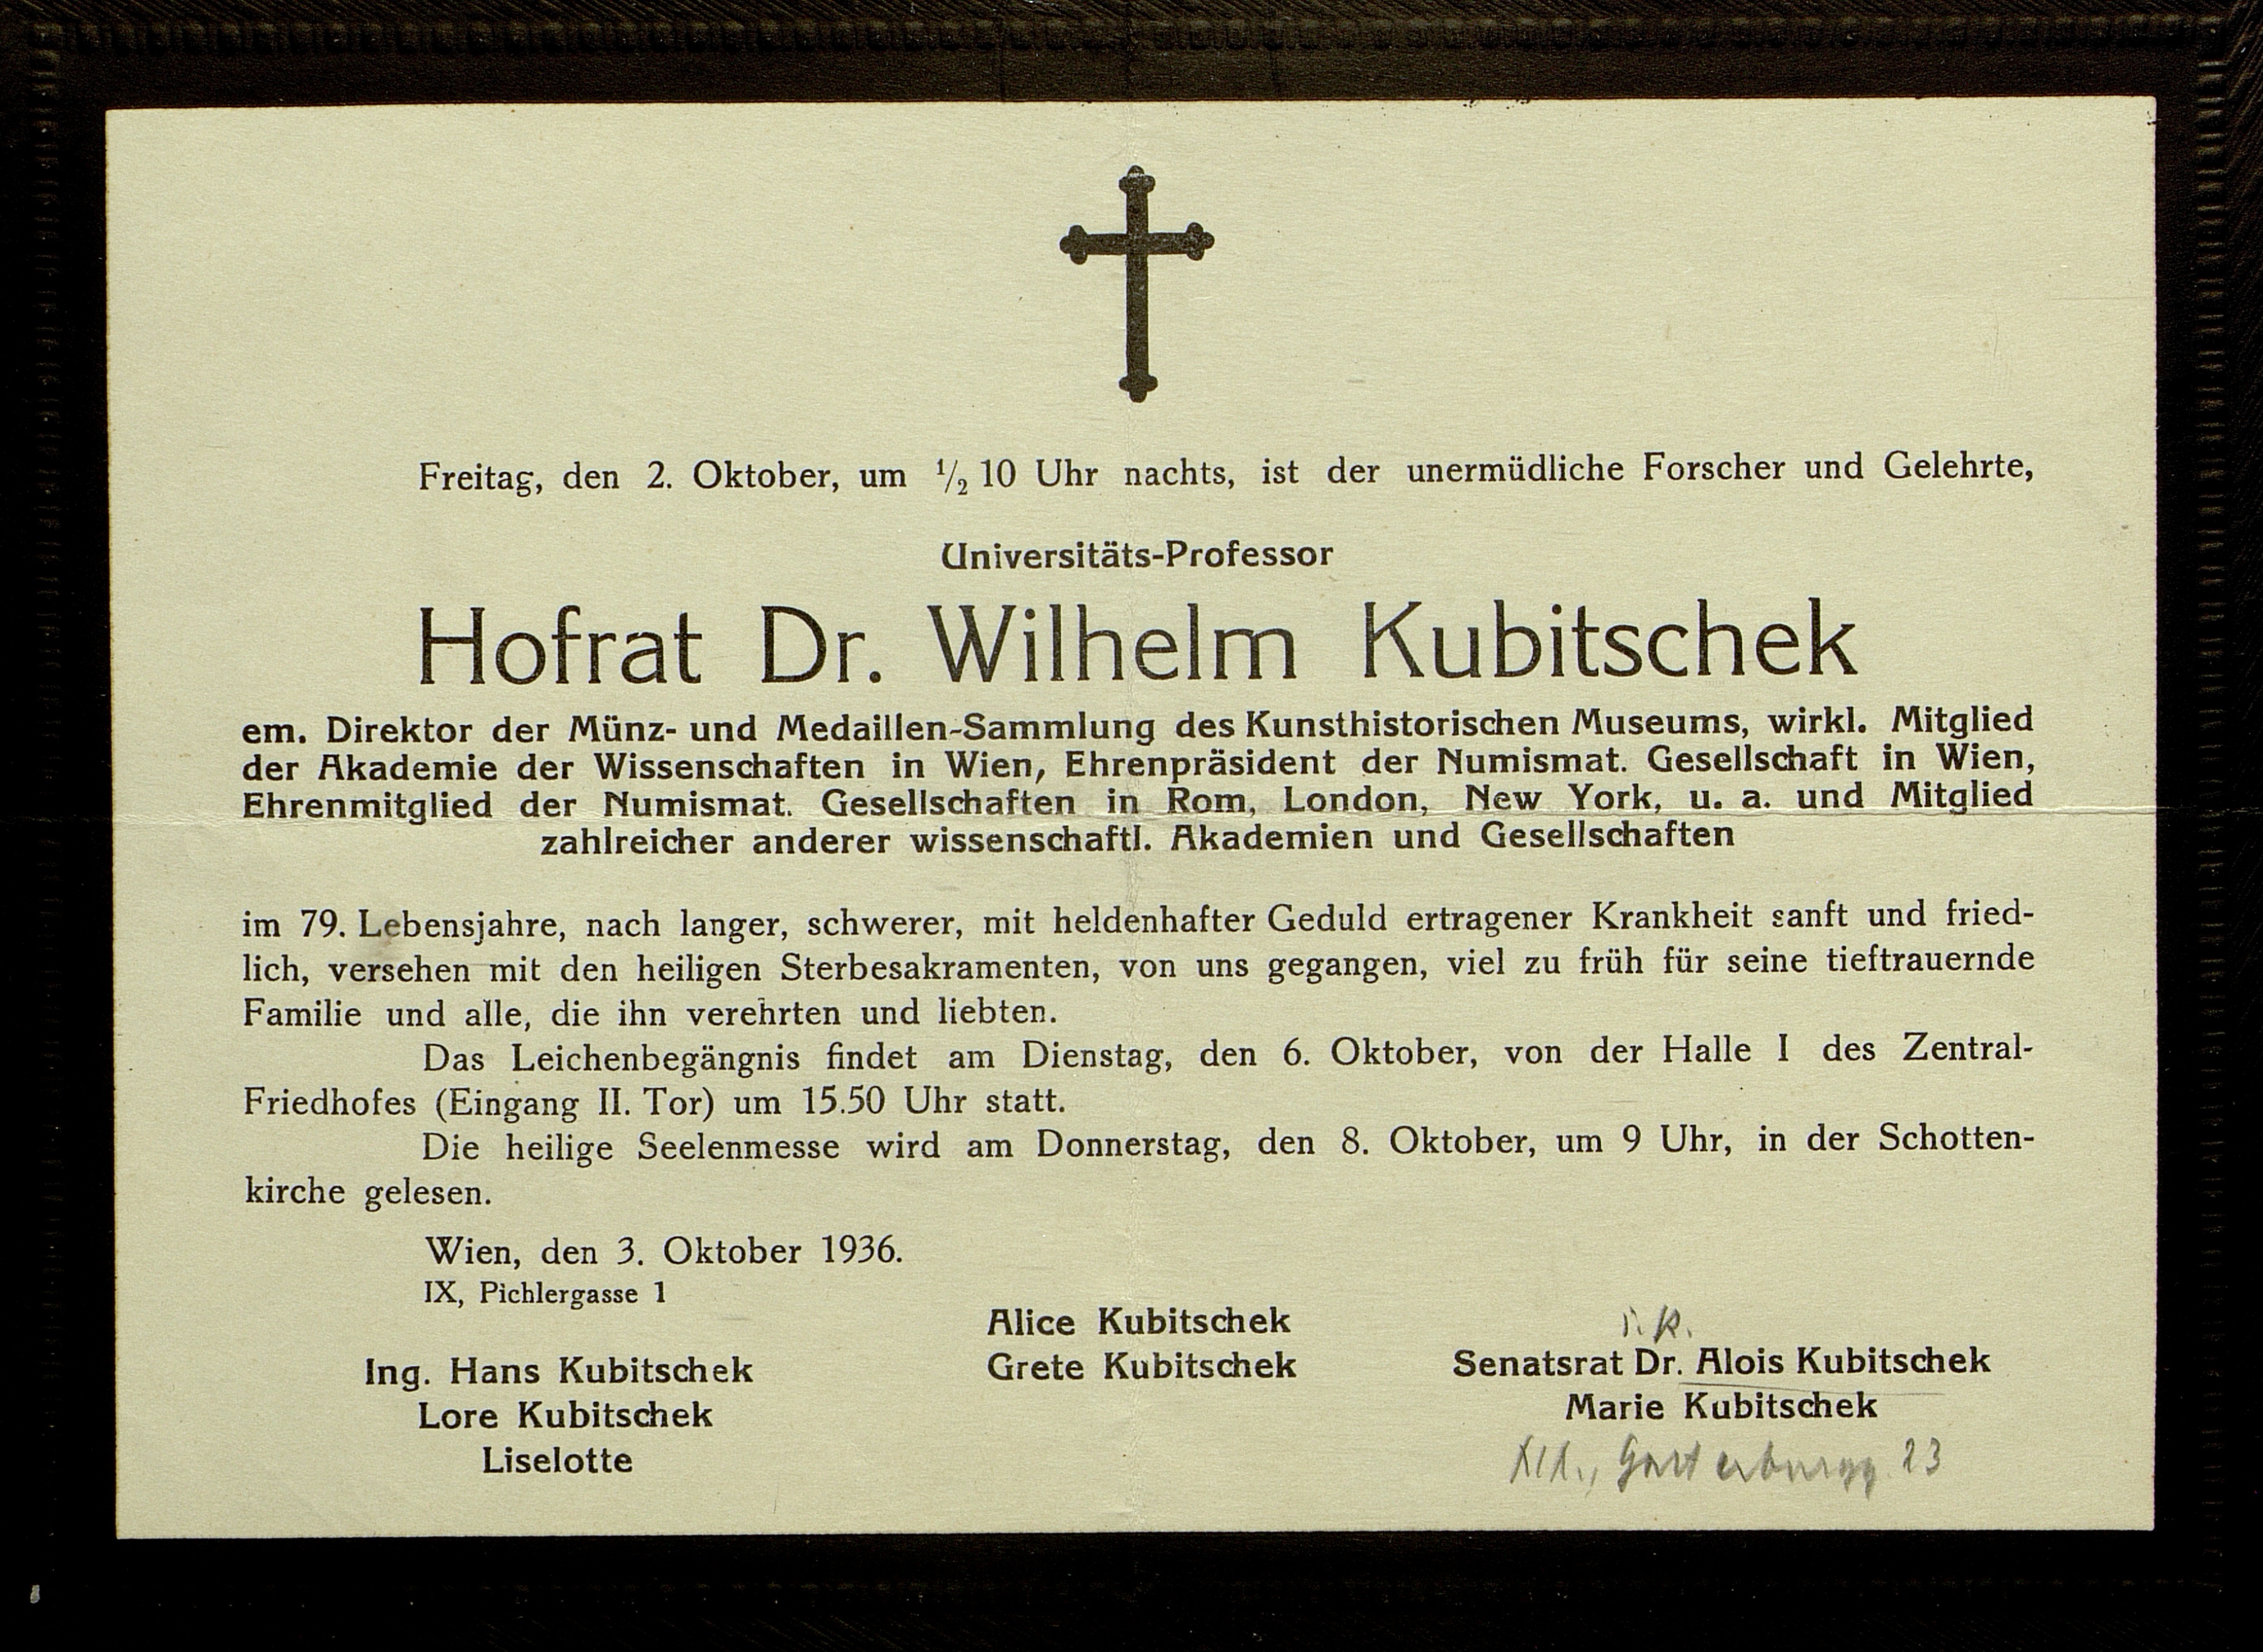 Freitag, den 2. Oktober, um 1/2 10 Uhr nachts, ist der unermüdliche Forscher und Gelehrte,
Universitäts-Professor
Hofrat Dr. Wilhelm Kubitschek
em. Direktor der Münz- und Medaillen-Sammlung des Kunsthistorischen Museums, wirkl. Mitglied
der Akademie der Wissenschaften in Wien, Ehrenpräsident der Numismat. Gesellschaft in Wien,
Ehrenmitglied der Numismat. Gesellschaften in Rom, London, New York, u. a. und Mitglied
zahlreicher anderer wissenschaftl. Akademien und Gesellschaften
im 79. Lebensjahre, nach langer, schwerer, mit heldenhafter Geduld ertragener Krankheit sanft und fried-
lich, versehen mit den heiligen Sterbesakramenten, von uns gegangen, viel zu früh für seine tieftrauernde
Familie und alle, die ihn verehrten und liebten.
Das Leichenbegängnis findet am Dienstag, den 6. Oktober, von der Halle I des Zentral-
Friedhofes (Eingang II. Tor) um 15.50 Uhr statt.
Die heilige Seelenmesse wird am Donnerstag, den 8. Oktober, um 9 Uhr, in der Schotten-
kirche gelesen.
Wien, den 3. Oktober 1936.
IX, Pichlergasse 1
Alice Kubitschek
Grete Kubitschek
Ing. Hans Kubitschek
Lore Kubitschek
Liselotte
Senatsrat Dr. Alois Kubitschek
Marie Kubitschek
23